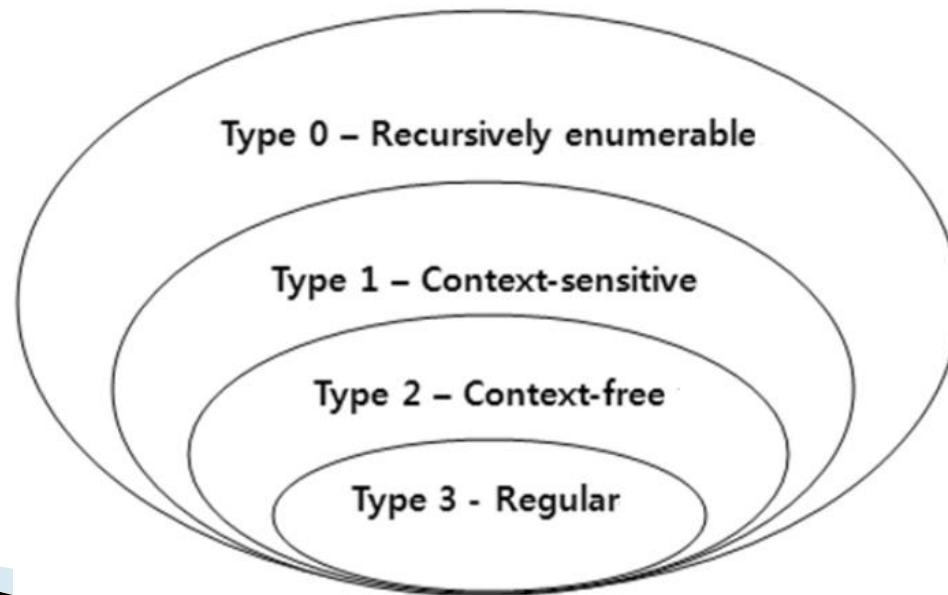 Type 0 – Recursively enumerable
Type 1 – Context-sensitive
Type 2 – Context-free
Type 3 - Regular